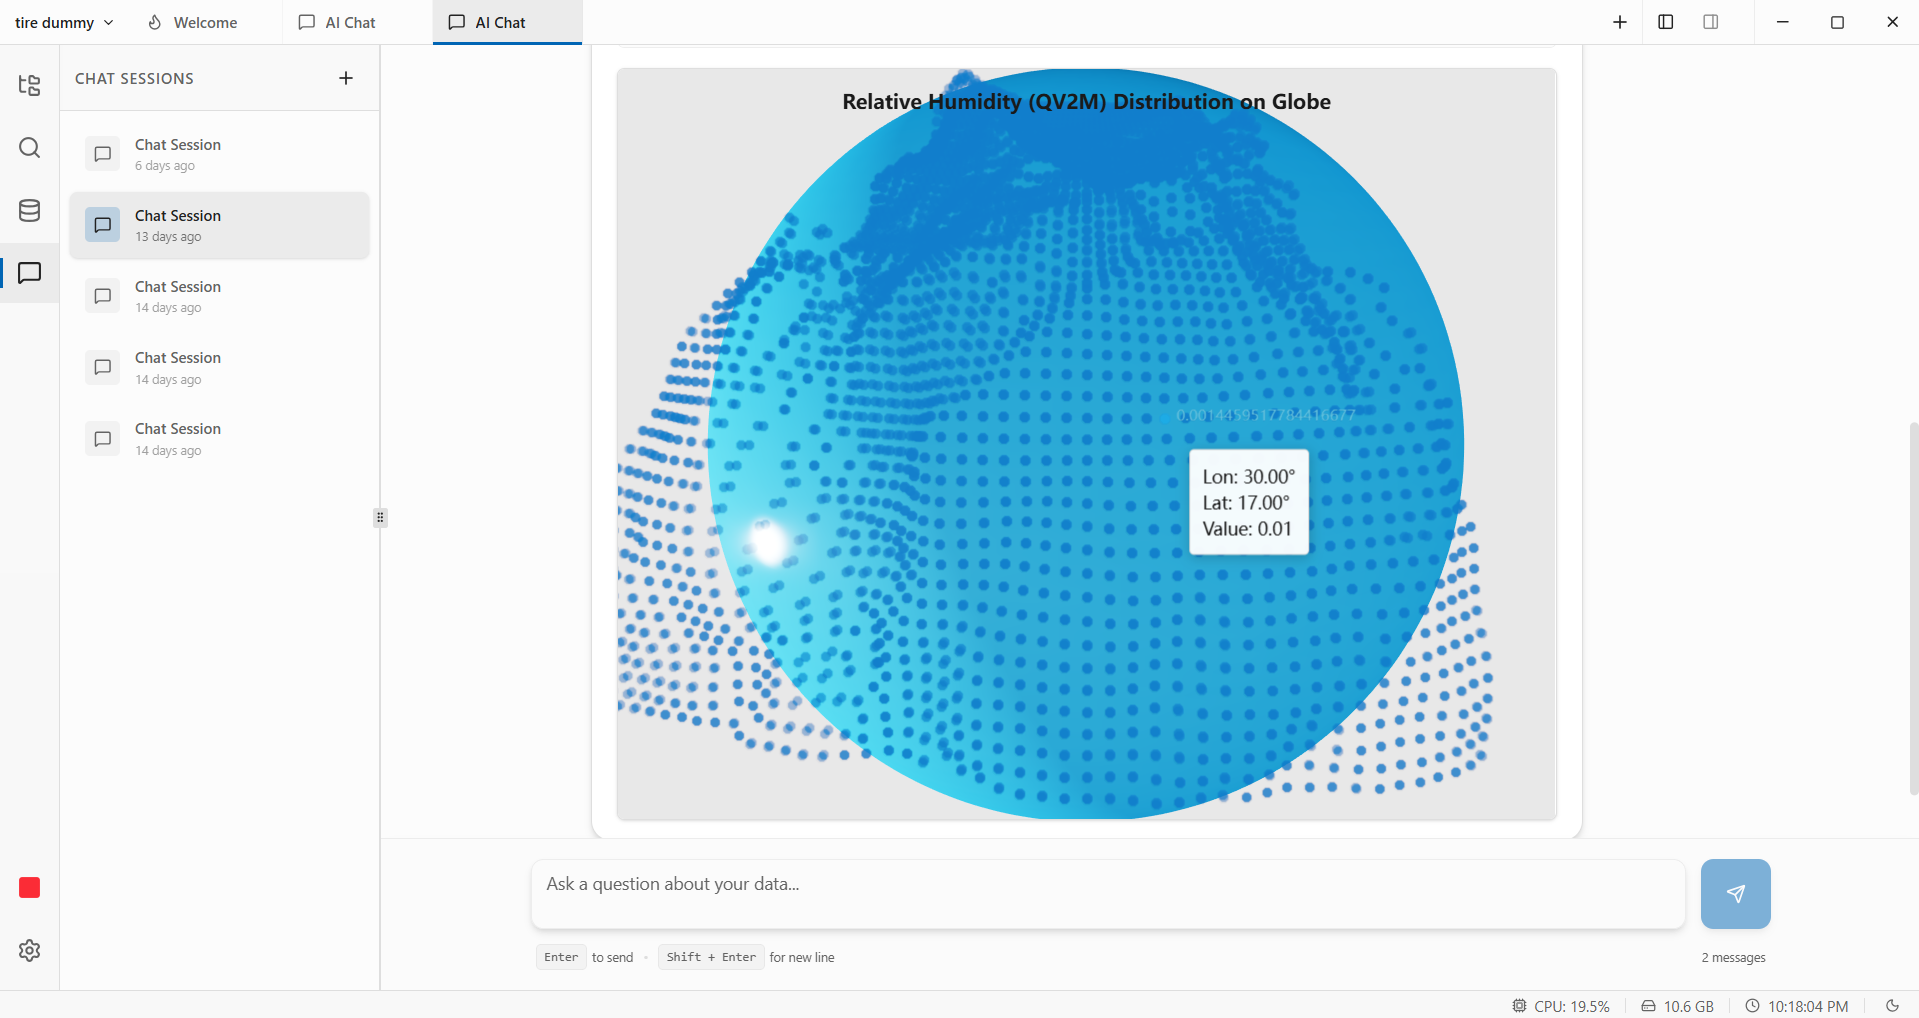 tire dummy
Welcome
AI Chat
AI Chat
CHAT SESSIONS
Chat Session
6 days ago
Chat Session
13 days ago
Chat Session
14 days ago
Chat Session
14 days ago
Chat Session
14 days ago
Relative Humidity (QV2M) Distribution on Globe
0.0014459517784416677
Lon: 30.00°
Lat: 17.00°
Value: 0.01
Ask a question about your data...
Enter to send • Shift + Enter for new line
2 messages
CPU: 19.5%
10.6 GB
10:18:04 PM